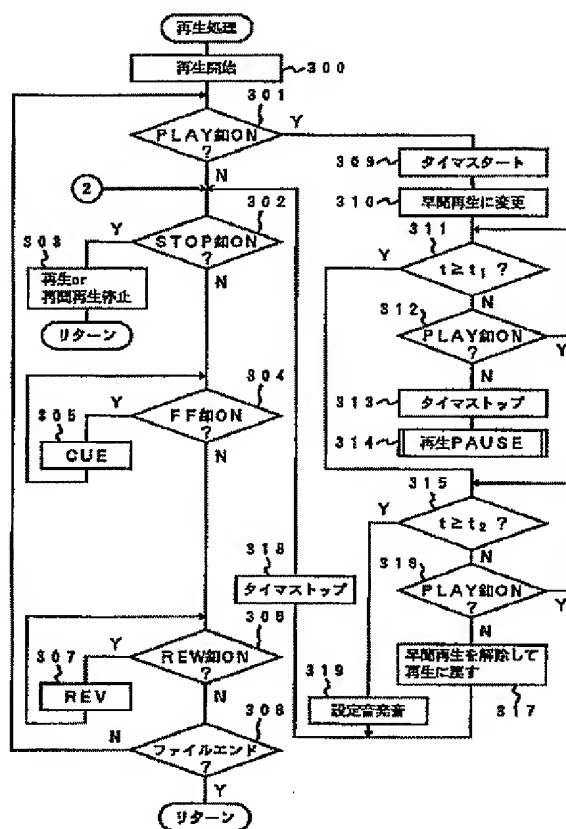 再生処理
再生開始
300
301
PLAY釦ON
?
Y
N
2
309
タイマスタート
310
早聞再生に変更
302
STOP釦ON
?
Y
N
303
再生or
リターン
311
t≥t₁ ?
Y
N
312
PLAY釦ON
?
Y
N
313
タイマストップ
314
再生PAUSE
304
FF釦ON
?
Y
N
305
CUE
315
t≥t₂ ?
Y
N
316
PLAY釦ON
?
Y
N
早聞再生を解除して
再生に戻す
317
318
タイマストップ
319
設定音発音
306
REW釦ON
?
Y
N
307
REV
308
ファイルエンド
?
N
Y
リターン